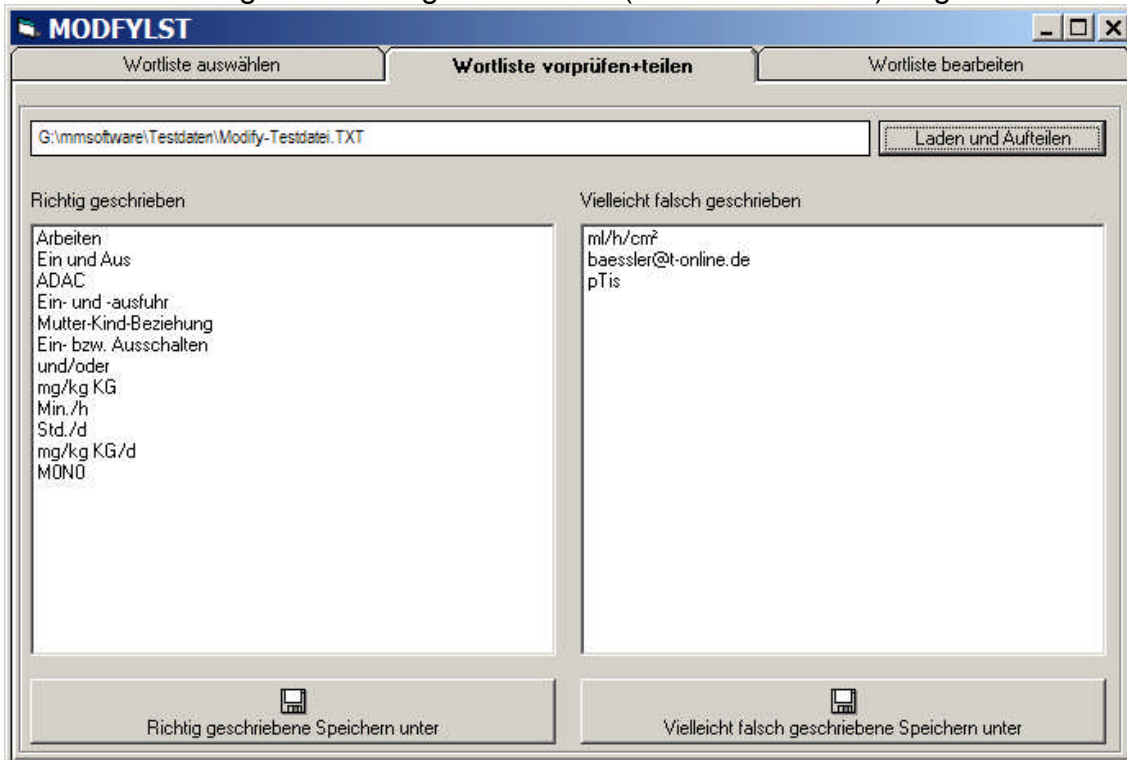 MODFYLST
Wortliste auswählen
Wortliste vorprüfen+teilen
Wortliste bearbeiten
G:\mmsoftware\Testdaten\Modify-Testdatei.TXT
Laden und Aufteilen
Richtig geschrieben
Arbeiten
Ein und Aus
ADAC
Ein- und -ausfuhr
Mutter-Kind-Beziehung
Ein- bzw. Ausschalten
und/oder
mg/kg KG
Min./h
Std./d
mg/kg KG/d
M0N0
Vielleicht falsch geschrieben
ml/h/cm²
baessler@t-online.de
pTis
Richtig geschriebene Speichern unter
Vielleicht falsch geschriebene Speichern unter